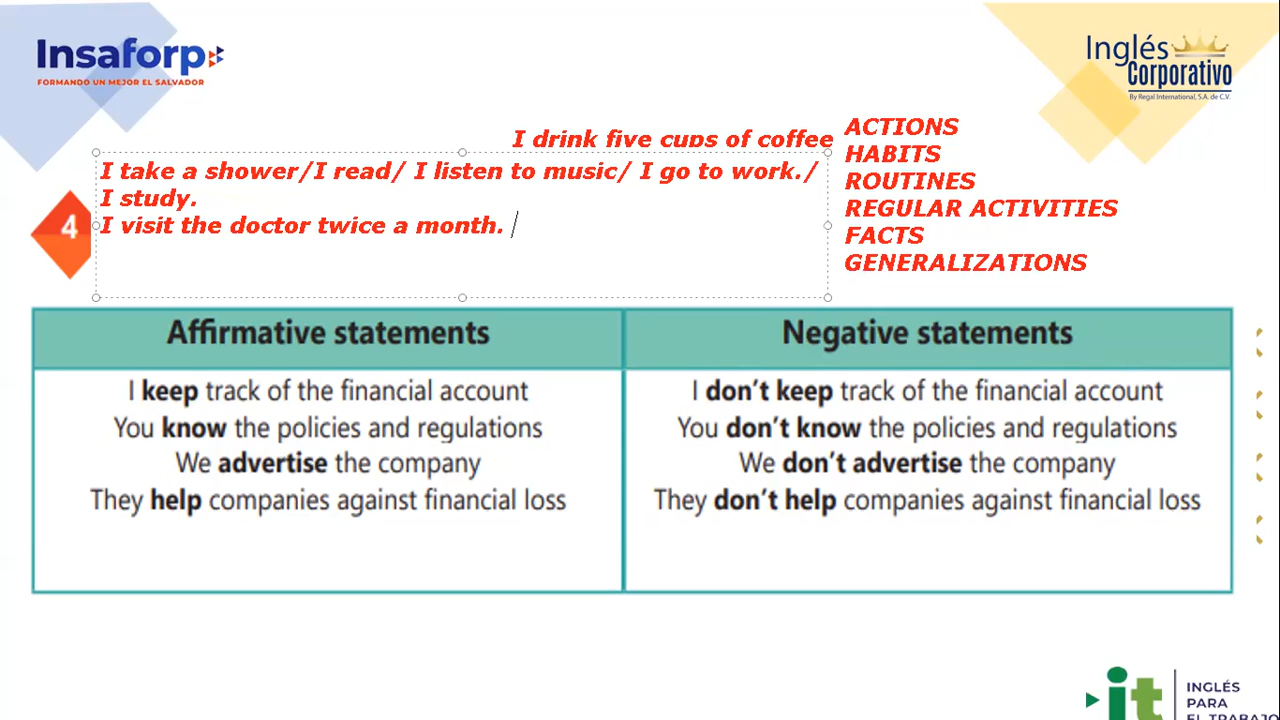 Insaforp
FORMANDO UN MEJOR EL SALVADOR
Inglés
Corporativo
By Regal International, S.A. de C.V.
I drink five cups of coffee
I take a shower/I read/ I listen to music/ I go to work./
I study.
I visit the doctor twice a month.
ACTIONS
HABITS
ROUTINES
REGULAR ACTIVITIES
FACTS
GENERALIZATIONS
4
Affirmative statements
I keep track of the financial account
You know the policies and regulations
We advertise the company
They help companies against financial loss
Negative statements
I don't keep track of the financial account
You don't know the policies and regulations
We don't advertise the company
They don't help companies against financial loss
it
INGLÉS
PARA
EL TRABAJO